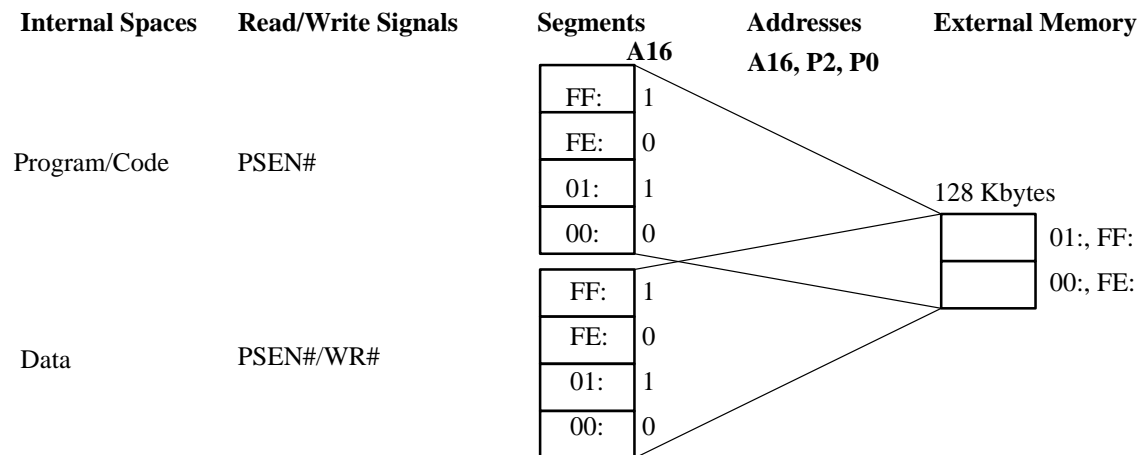 Internal Spaces Read/Write Signals Segments Addresses External Memory
A16 A16, P2, P0
FF: 1
FE: 0
Program/Code PSEN#
01: 1
128 Kbytes
00: 0
01:, FF:
00:, FE:
FF: 1
FE: 0
Data PSEN#/WR#
01: 1
00: 0